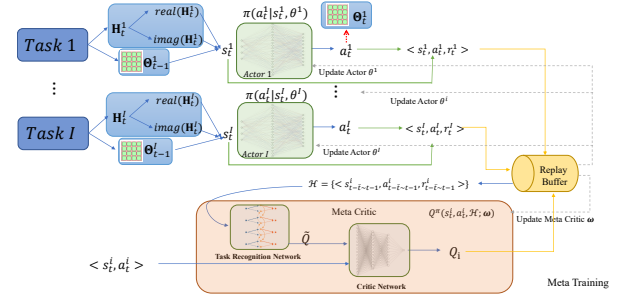 π(a_t^1|s_t^1, θ^1)
Θ_t^1
real(H_t^1)
H_t^1
imag(H_t^1)
Task 1
Θ_{t-1}^1
s_t^1
a_t^1
< s_t^1, a_t^1, r_t^1 >
Actor 1
Update Actor θ^1
⋮
⋮
π(a_t^I|s_t^I, θ^I)
Update Actor θ^i
real(H_t^I)
H_t^I
imag(H_t^I)
Task I
Θ_{t-1}^I
s_t^I
a_t^I
< s_t^I, a_t^I, r_t^I >
Actor I
Update Actor θ^I
Replay
Buffer
ℋ = {< s_{t-t̃~t-1}^i, a_{t-t̃~t-1}^i, r_{t-t̃~t-1}^i >}
Meta Critic
Q^π(s_t^i, a_t^i, ℋ; ω)
Update Meta Critic ω
Q̃
Task Recognition Network
Q_i
< s_t^i, a_t^i >
Critic Network
Meta Training